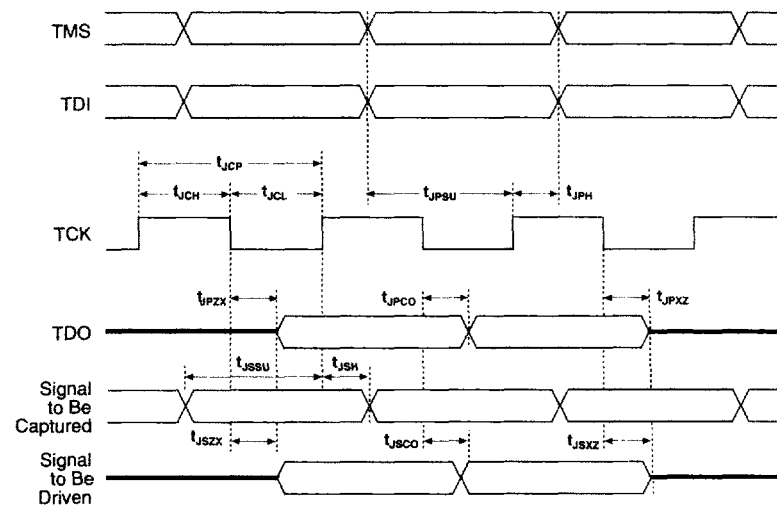 TMS
TDI
tJCP
tJCH
tJCL
tJPSU
tJPH
TCK
tJPZX
tJPCO
tJPXZ
TDO
tJSSU
tJSH
Signal
to Be
Captured
tJSZX
tJSCO
tJSXZ
Signal
to Be
Driven